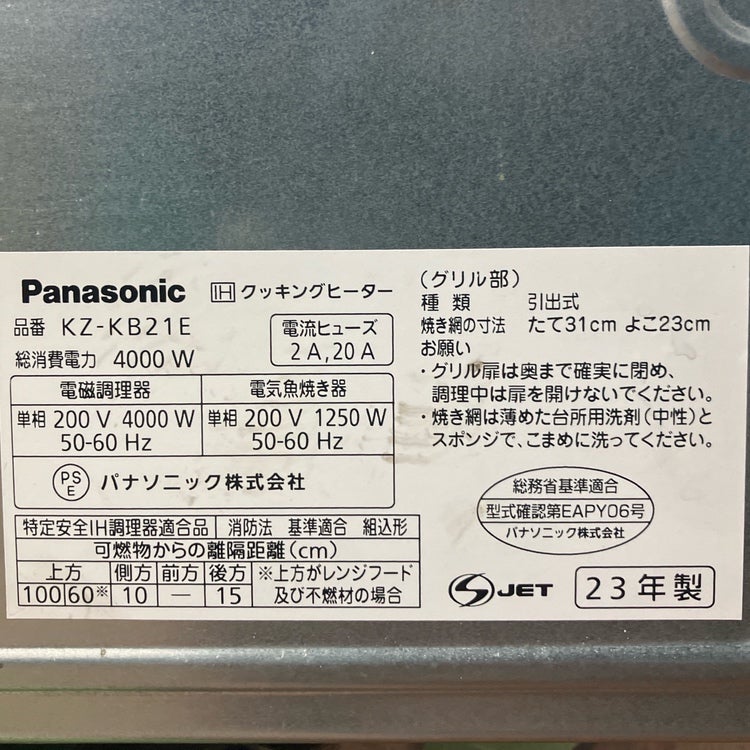 Panasonic IH クッキングヒーター
品番 KZ-KB21E
総消費電力 4000 W
電流ヒューズ
2 A, 20 A
電磁調理器
単相 200 V 4000 W
50-60 Hz
電気魚焼き器
単相 200 V 1250 W
50-60 Hz
PS
E
パナソニック株式会社
特定安全IH調理器適合品 消防法 基準適合 組込形
可燃物からの離隔距離(cm)
上方 側方 前方 後方 ※上方がレンジフード
100 60※ 10 — 15 及び不燃材の場合
(グリル部)
種類 引出式
焼き網の寸法 たて31cm よこ23cm
お願い
・グリル扉は奥まで確実に閉め、
調理中は扉を開けないでください。
・焼き網は薄めた台所用洗剤(中性)と
スポンジで、こまめに洗ってください。
総務省基準適合
型式確認第EAPY06号
パナソニック株式会社
S JET
23年製